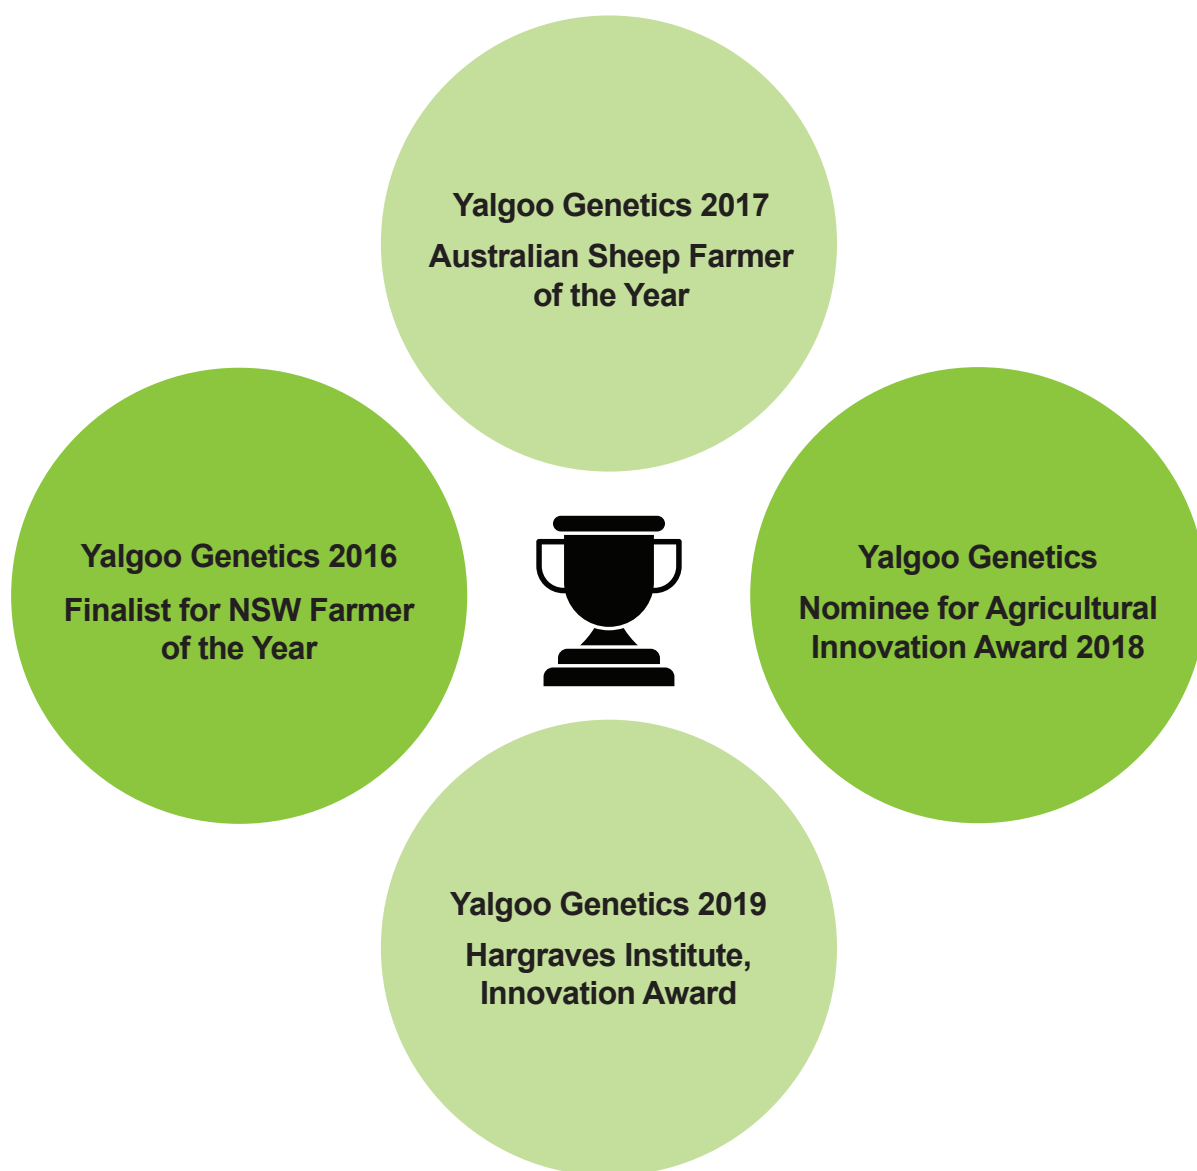 Yalgoo Genetics 2017
Australian Sheep Farmer
of the Year
Yalgoo Genetics 2016
Finalist for NSW Farmer
of the Year
Yalgoo Genetics
Nominee for Agricultural
Innovation Award 2018
Yalgoo Genetics 2019
Hargraves Institute,
Innovation Award